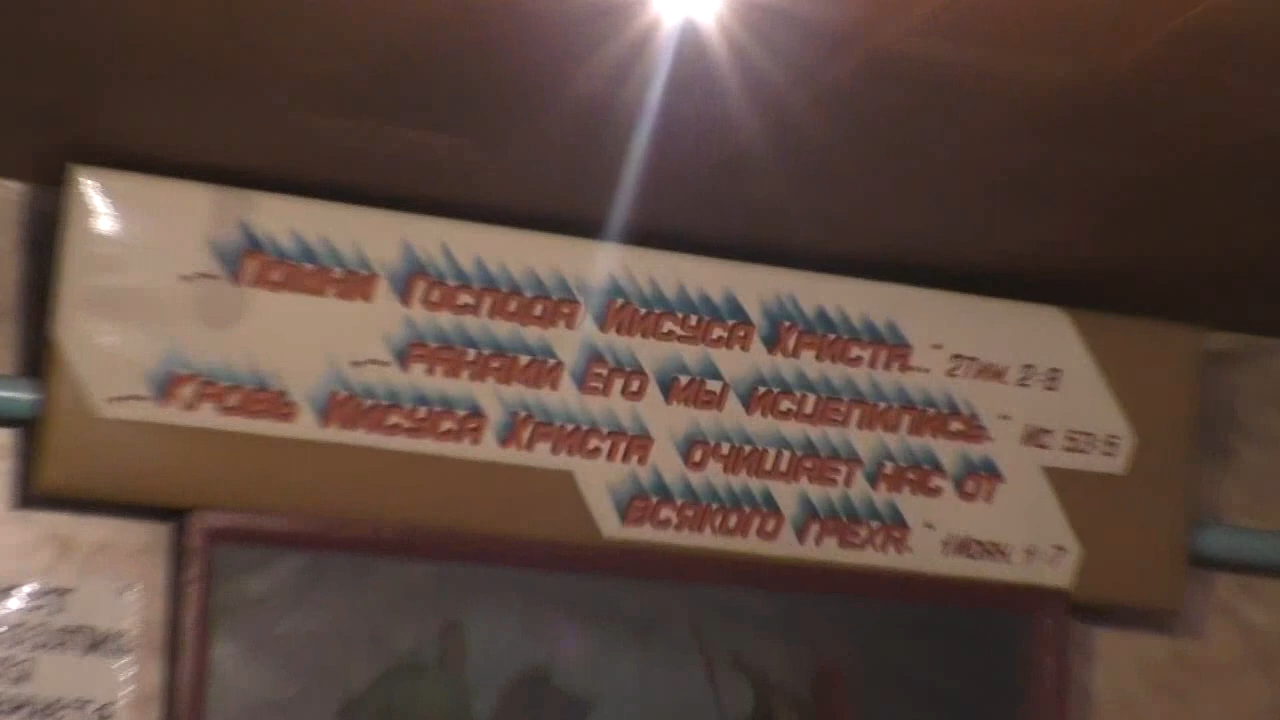 „Помни Господа Иисуса Христа..." 2Тим. 2-8
„ранами Его мы исцелились." Ис. 53-5
„Кровь Иисуса Христа очищает нас от
всякого греха." 1Иоан. 1-7